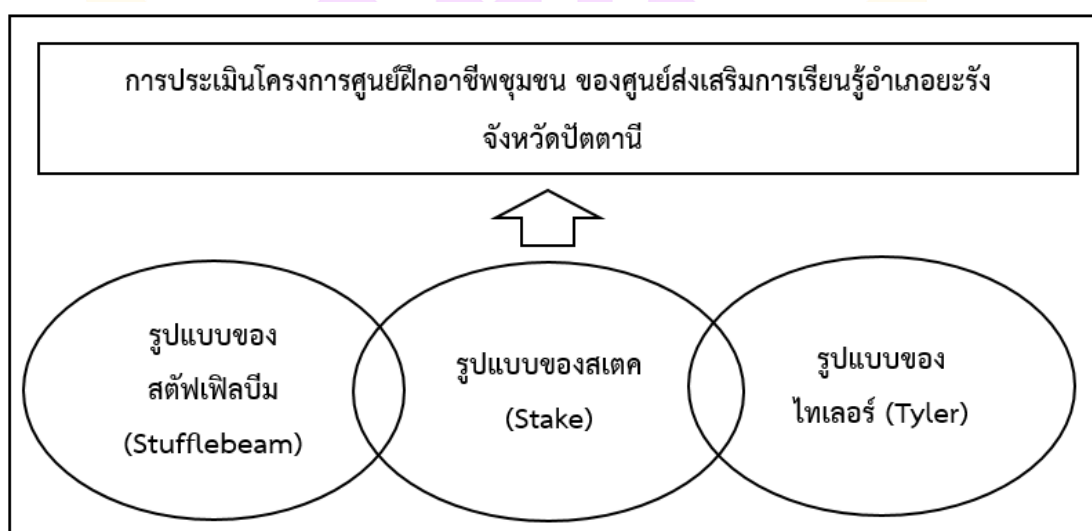 การประเมินโครงการศูนย์ฝึกอาชีพชุมชน ของศูนย์ส่งเสริมการเรียนรู้อำเภอยะรัง
จังหวัดปัตตานี
รูปแบบของ
สตัฟเฟิลบีม
(Stufflebeam)
รูปแบบของสเตค
(Stake)
รูปแบบของ
ไทเลอร์ (Tyler)